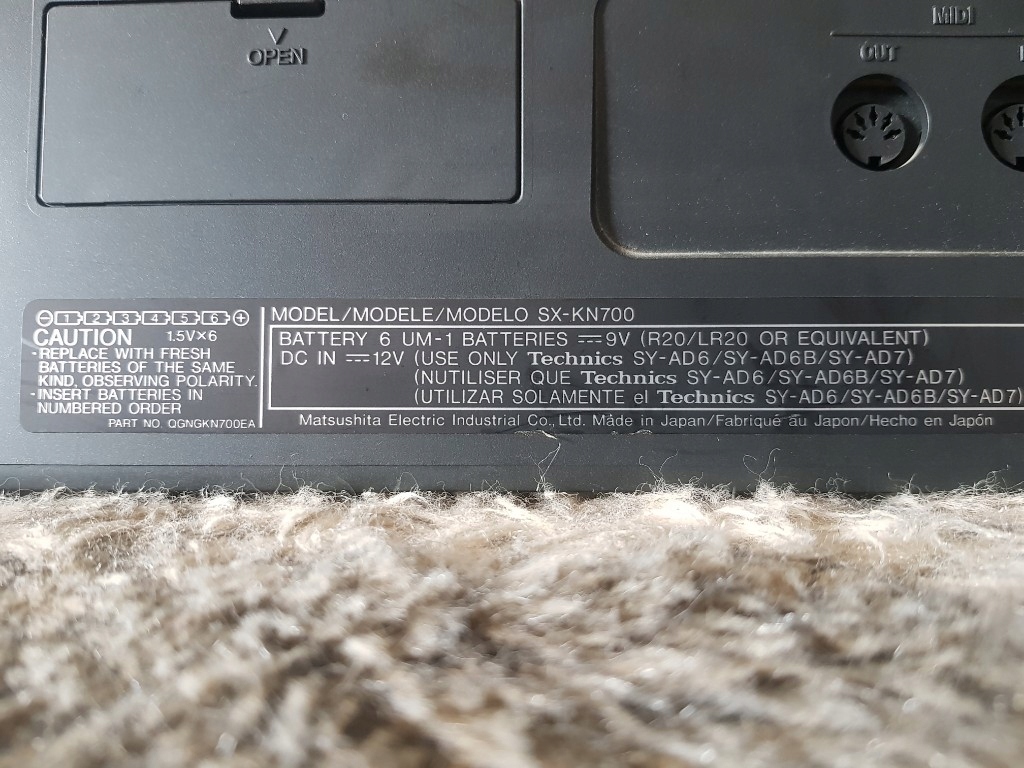 MIDI
OPEN
OUT
1 2 3 4 5 6
CAUTION 1.5V×6
-REPLACE WITH FRESH
BATTERIES OF THE SAME
KIND, OBSERVING POLARITY.
-INSERT BATTERIES IN
NUMBERED ORDER
PART NO. QGNGKN700EA
MODEL/MODELE/MODELO SX-KN700
BATTERY 6 UM-1 BATTERIES ⎓9V (R20/LR20 OR EQUIVALENT)
DC IN ⎓12V (USE ONLY Technics SY-AD6/SY-AD6B/SY-AD7)
(NUTILISER QUE Technics SY-AD6/SY-AD6B/SY-AD7)
(UTILIZAR SOLAMENTE el Technics SY-AD6/SY-AD6B/SY-AD7)
Matsushita Electric Industrial Co., Ltd. Made in Japan/Fabriqué au Japon/Hecho en Japón